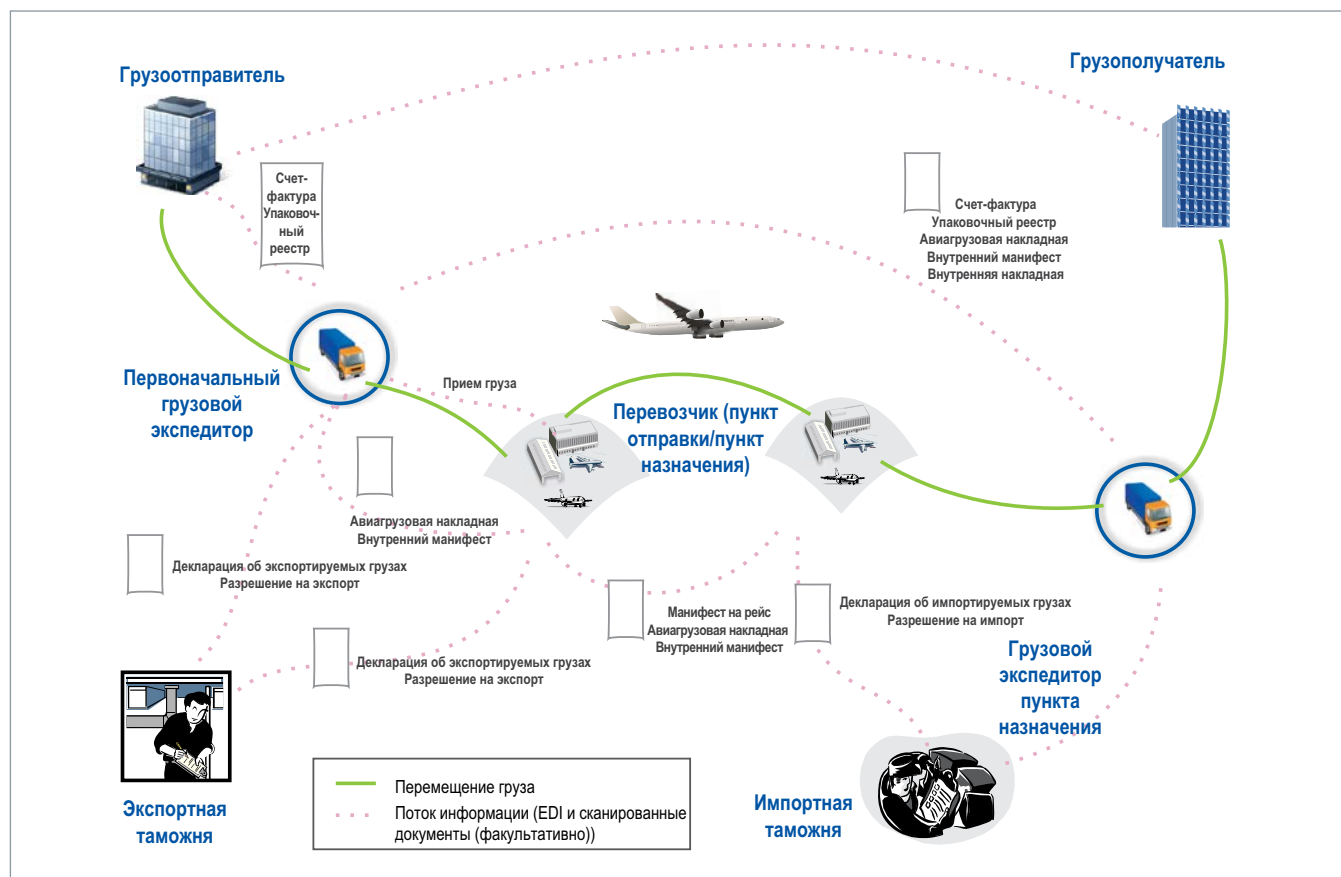 Грузоотправитель
Грузополучатель
Счет-
фактура
Упаковоч-
ный
реестр
Счет-фактура
Упаковочный реестр
Авиагрузовая накладная
Внутренний манифест
Внутренняя накладная
Первоначальный
грузовой
экспедитор
Прием груза
Перевозчик (пункт
отправки/пункт
назначения)
Авиагрузовая накладная
Внутренний манифест
Декларация об экспортируемых грузах
Разрешение на экспорт
Манифест на рейс
Авиагрузовая накладная
Внутренний манифест
Декларация об импортируемых грузах
Разрешение на импорт
Декларация об экспортируемых грузах
Разрешение на экспорт
Грузовой
экспедитор
пункта
назначения
Экспортная
таможня
Перемещение груза
Поток информации (EDI и сканированные
документы (факультативно))
Импортная
таможня